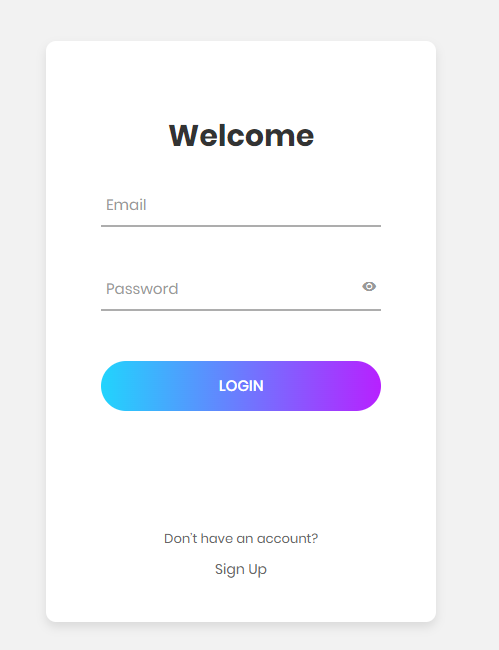 Welcome
Email
Password
LOGIN
Don't have an account?
Sign Up